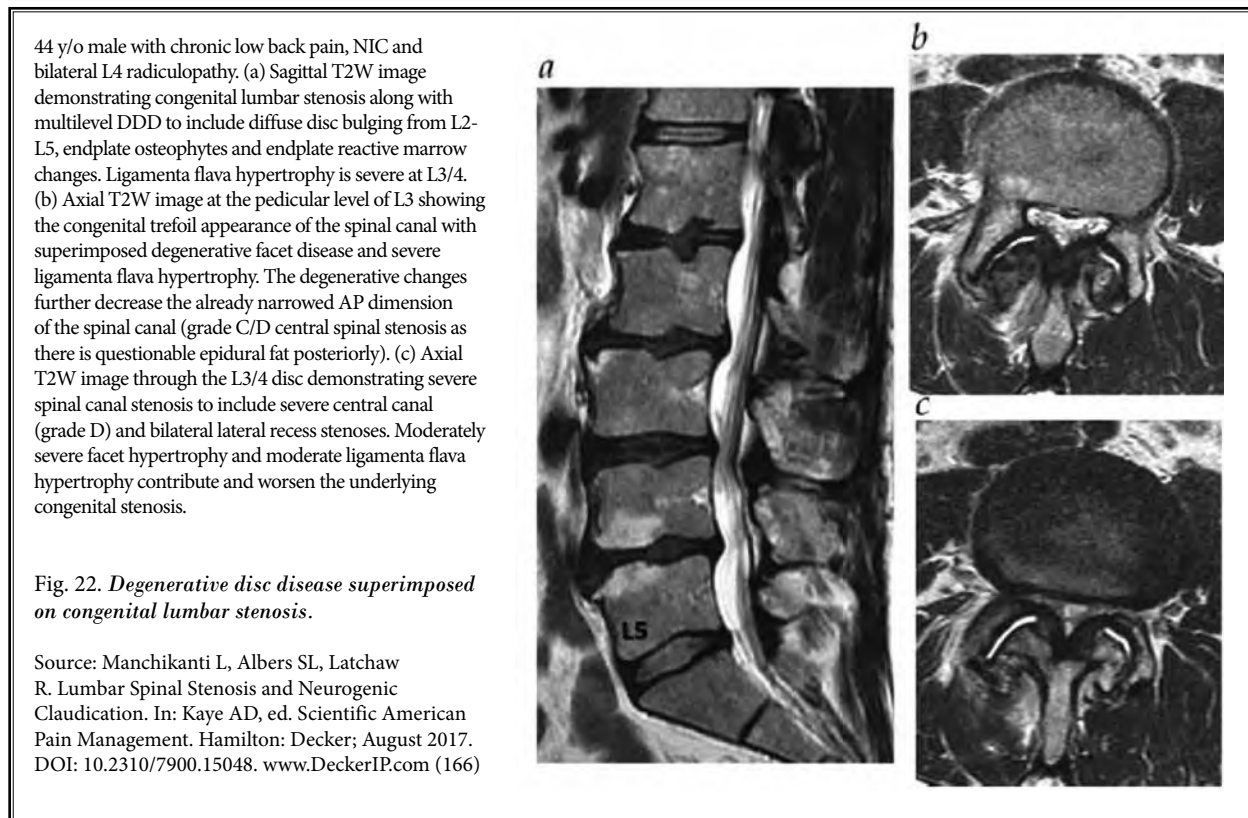 44 y/o male with chronic low back pain, NIC and
bilateral L4 radiculopathy. (a) Sagittal T2W image
demonstrating congenital lumbar stenosis along with
multilevel DDD to include diffuse disc bulging from L2-
L5, endplate osteophytes and endplate reactive marrow
changes. Ligamenta flava hypertrophy is severe at L3/4.
(b) Axial T2W image at the pedicular level of L3 showing
the congenital trefoil appearance of the spinal canal with
superimposed degenerative facet disease and severe
ligamenta flava hypertrophy. The degenerative changes
further decrease the already narrowed AP dimension
of the spinal canal (grade C/D central spinal stenosis as
there is questionable epidural fat posteriorly). (c) Axial
T2W image through the L3/4 disc demonstrating severe
spinal canal stenosis to include severe central canal
(grade D) and bilateral lateral recess stenoses. Moderately
severe facet hypertrophy and moderate ligamenta flava
hypertrophy contribute and worsen the underlying
congenital stenosis.
Fig. 22. Degenerative disc disease superimposed
on congenital lumbar stenosis.
Source: Manchikanti L, Albers SL, Latchaw
R. Lumbar Spinal Stenosis and Neurogenic
Claudication. In: Kaye AD, ed. Scientific American
Pain Management. Hamilton: Decker; August 2017.
DOI: 10.2310/7900.15048. www.DeckerIP.com (166)
a
L5
b
c